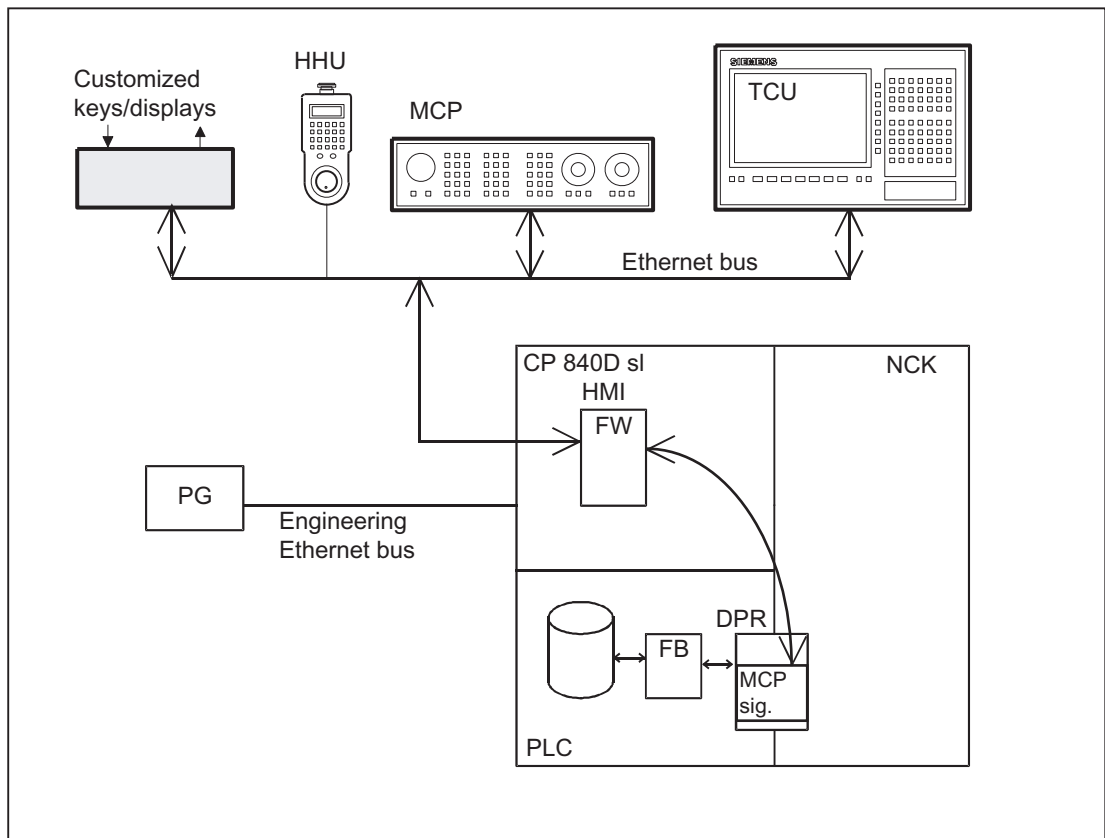 Customized
keys/displays
HHU
MCP
SIEMENS
TCU
Ethernet bus
CP 840D sl
NCK
HMI
FW
PG
Engineering
Ethernet bus
DPR
FB
MCP
sig.
PLC